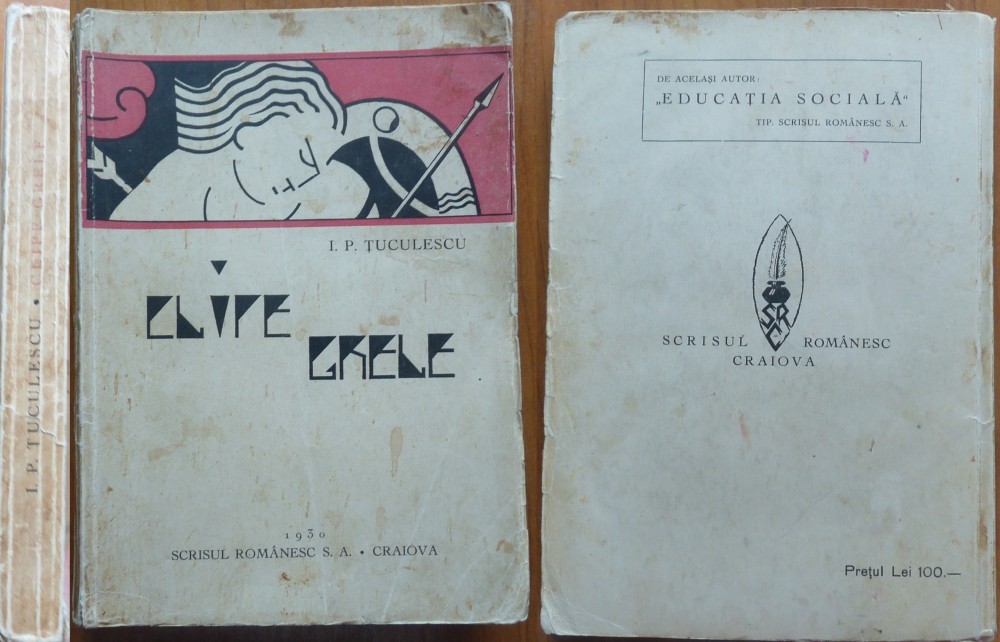 I. P. ȚUCULESCU • CLIPE GRELE
I. P. ȚUCULESCU
CLIPE
GRELE
1930
SCRISUL ROMÂNESC S. A. • CRAIOVA
DE ACELAȘI AUTOR:
„EDUCAȚIA SOCIALĂ"
TIP. SCRISUL ROMÂNESC S. A.
SRC
SCRISUL ROMÂNESC
CRAIOVA
Prețul Lei 100.—